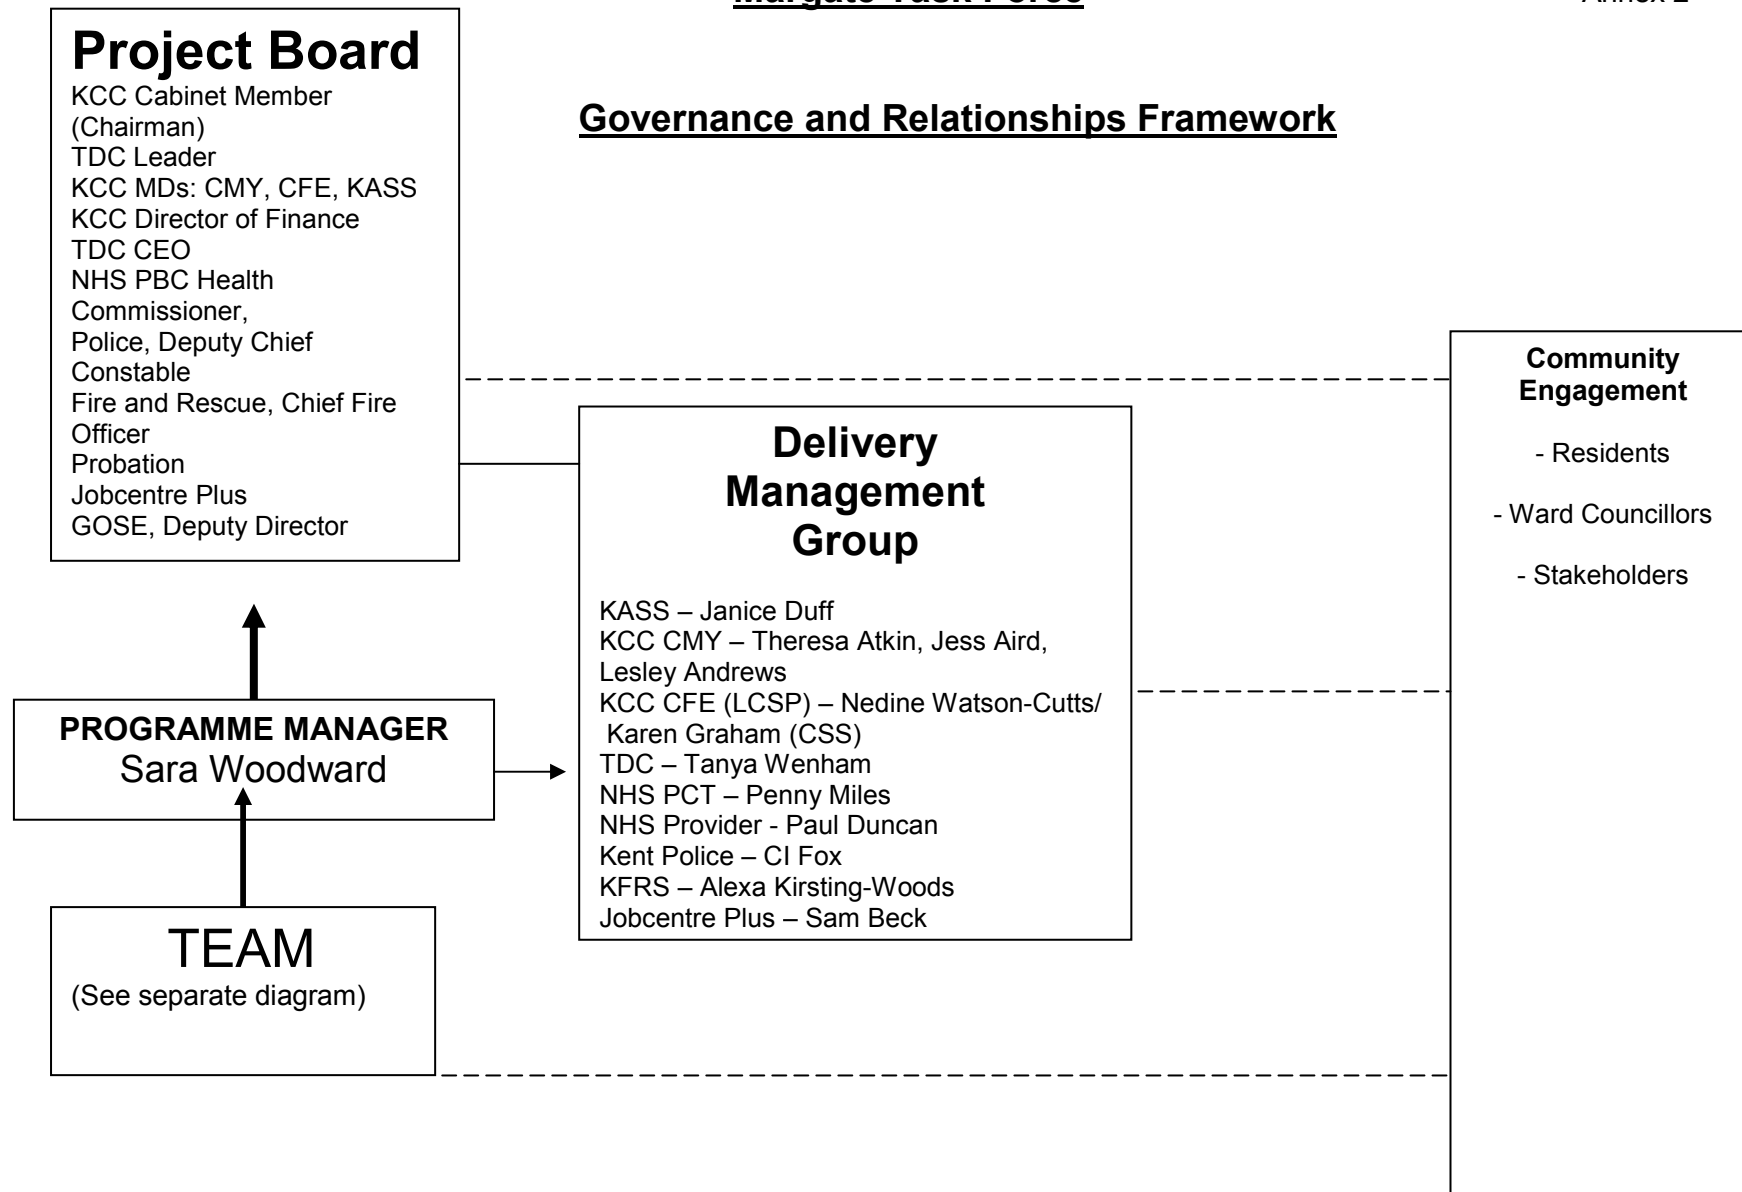 Margate Task Force
Annex 2
Project Board
KCC Cabinet Member
(Chairman)
TDC Leader
KCC MDs: CMY, CFE, KASS
KCC Director of Finance
TDC CEO
NHS PBC Health
Commissioner,
Police, Deputy Chief
Constable
Fire and Rescue, Chief Fire
Officer
Probation
Jobcentre Plus
GOSE, Deputy Director
Governance and Relationships Framework
Community
Engagement
- Residents
- Ward Councillors
- Stakeholders
Delivery
Management
Group
KASS – Janice Duff
KCC CMY – Theresa Atkin, Jess Aird,
Lesley Andrews
KCC CFE (LCSP) – Nedine Watson-Cutts/
Karen Graham (CSS)
TDC – Tanya Wenham
NHS PCT – Penny Miles
NHS Provider - Paul Duncan
Kent Police – CI Fox
KFRS – Alexa Kirsting-Woods
Jobcentre Plus – Sam Beck
PROGRAMME MANAGER
Sara Woodward
TEAM
(See separate diagram)